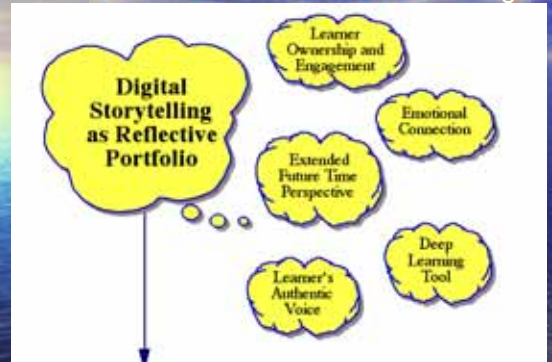 Digital
Storytelling
as Reflective
Portfolio
Learner
Ownership and
Engagement
Emotional
Connection
Extended
Future Time
Perspective
Deep
Learning
Tool
Learner's
Authentic
Voice